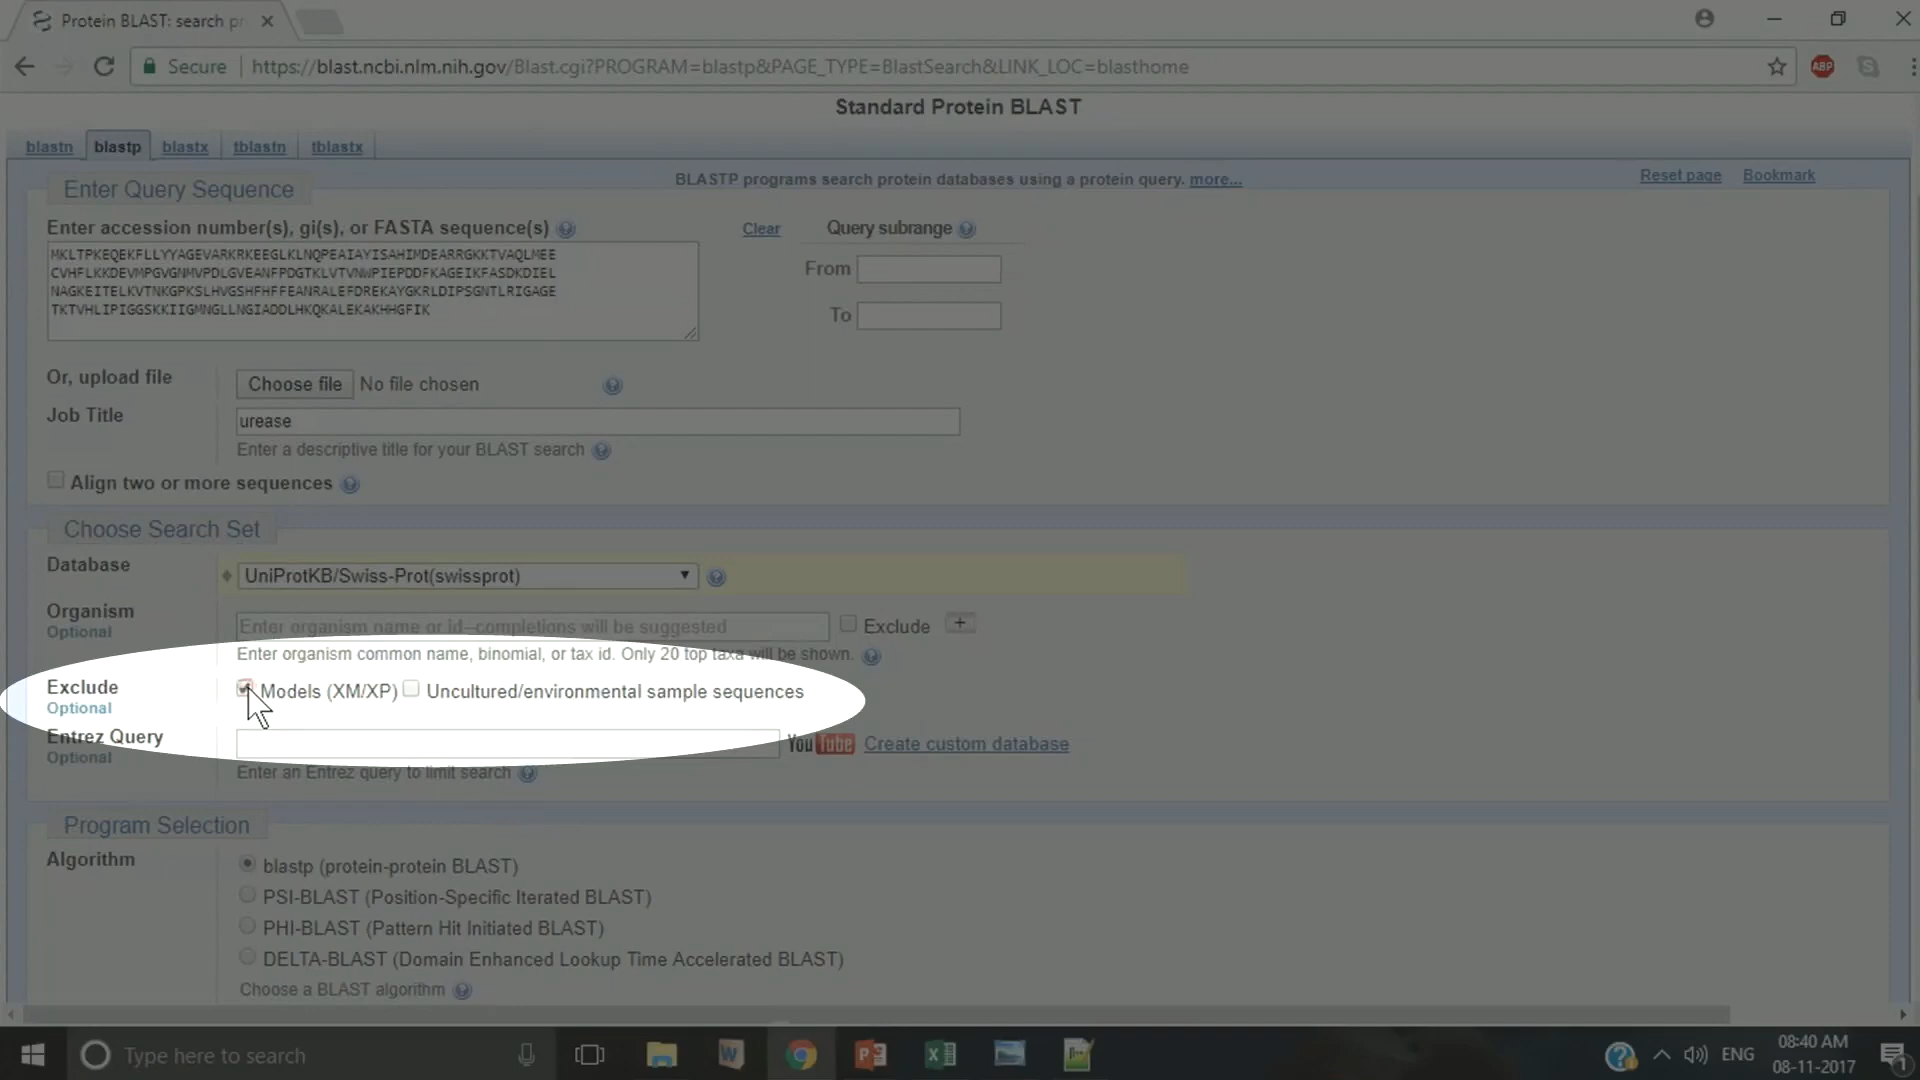 Protein BLAST: search pr
Secure https://blast.ncbi.nlm.nih.gov/Blast.cgi?PROGRAM=blastp&PAGE_TYPE=BlastSearch&LINK_LOC=blasthome
ABP
Standard Protein BLAST
blastn blastp blastx tblastn tblastx
Enter Query Sequence
BLASTP programs search protein databases using a protein query. more...
Reset page Bookmark
Enter accession number(s), gi(s), or FASTA sequence(s)
Clear
Query subrange
MKLTPKEQEKFLLYYAGEVARKRKEEGLKLNQPEAIAYISAHIMDEARRGKKTVAQLMEE
CVHFLKKDEVMPGVGNMVPDLGVEANFPDGTKLVTVNWPIEPDDFKAGEIKFASDKDIEL
NAGKEITELKVTNKGPKSLHVGSHFHFFEANRALEFDREKAYGKRLDIPSGNTLRIGAGE
TKTVHLIPIGGSKKIIGMNGLLNGIADDLHKQKALEKAKHHGFIK
From
To
Or, upload file
Choose file No file chosen
Job Title
urease
Enter a descriptive title for your BLAST search
Align two or more sequences
Choose Search Set
Database
UniProtKB/Swiss-Prot(swissprot)
Organism
Optional
Enter organism name or id--completions will be suggested
Exclude +
Enter organism common name, binomial, or tax id. Only 20 top taxa will be shown.
Exclude
Optional
Models (XM/XP) Uncultured/environmental sample sequences
Entrez Query
Optional
YouTube Create custom database
Enter an Entrez query to limit search
Program Selection
Algorithm
blastp (protein-protein BLAST)
PSI-BLAST (Position-Specific Iterated BLAST)
PHI-BLAST (Pattern Hit Initiated BLAST)
DELTA-BLAST (Domain Enhanced Lookup Time Accelerated BLAST)
Choose a BLAST algorithm
Type here to search
ENG
08:40 AM
08-11-2017
1